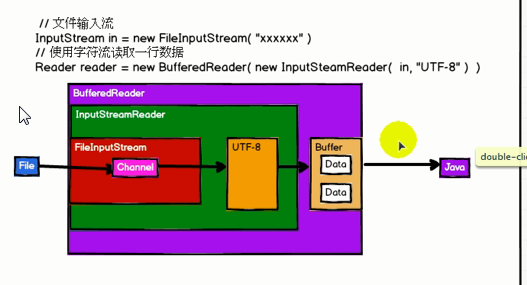 // 文件输入流
InputStream in = new FileInputStream( "xxxxxx" )
// 使用字符流读取一行数据
Reader reader = new BufferedReader( new InputSteamReader( in, "UTF-8" ) )
BufferedReader
InputStreamReader
FileInputStream
UTF-8
Buffer
File
Channel
Data
Data
Java
double-clic